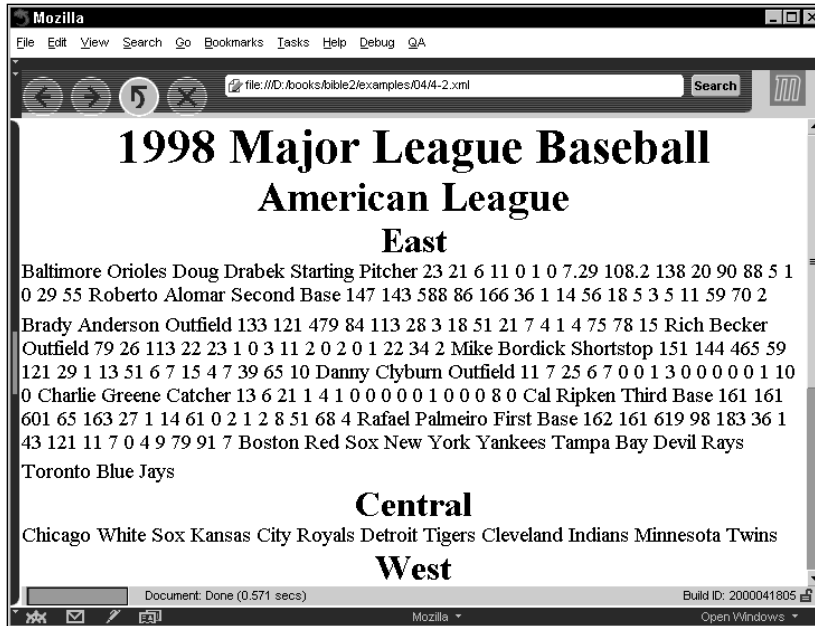 Mozilla
File Edit View Search Go Bookmarks Tasks Help Debug QA
file:///D:/books/bible2/examples/04/4-2.xml
Search
1998 Major League Baseball
American League
East
Baltimore Orioles Doug Drabek Starting Pitcher 23 21 6 11 0 1 0 7.29 108.2 138 20 90 88 5 1
0 29 55 Roberto Alomar Second Base 147 143 588 86 166 36 1 14 56 18 5 3 5 11 59 70 2
Brady Anderson Outfield 133 121 479 84 113 28 3 18 51 21 7 4 1 4 75 78 15 Rich Becker
Outfield 79 26 113 22 23 1 0 3 11 2 0 2 0 1 22 34 2 Mike Bordick Shortstop 151 144 465 59
121 29 1 13 51 6 7 15 4 7 39 65 10 Danny Clyburn Outfield 11 7 25 6 7 0 0 1 3 0 0 0 0 0 1 10
0 Charlie Greene Catcher 13 6 21 1 4 1 0 0 0 0 0 1 0 0 0 8 0 Cal Ripken Third Base 161 161
601 65 163 27 1 14 61 0 2 1 2 8 51 68 4 Rafael Palmeiro First Base 162 161 619 98 183 36 1
43 121 11 7 0 4 9 79 91 7 Boston Red Sox New York Yankees Tampa Bay Devil Rays
Toronto Blue Jays
Central
Chicago White Sox Kansas City Royals Detroit Tigers Cleveland Indians Minnesota Twins
West
Document: Done (0.571 secs)
Build ID: 2000041805
Mozilla
Open Windows